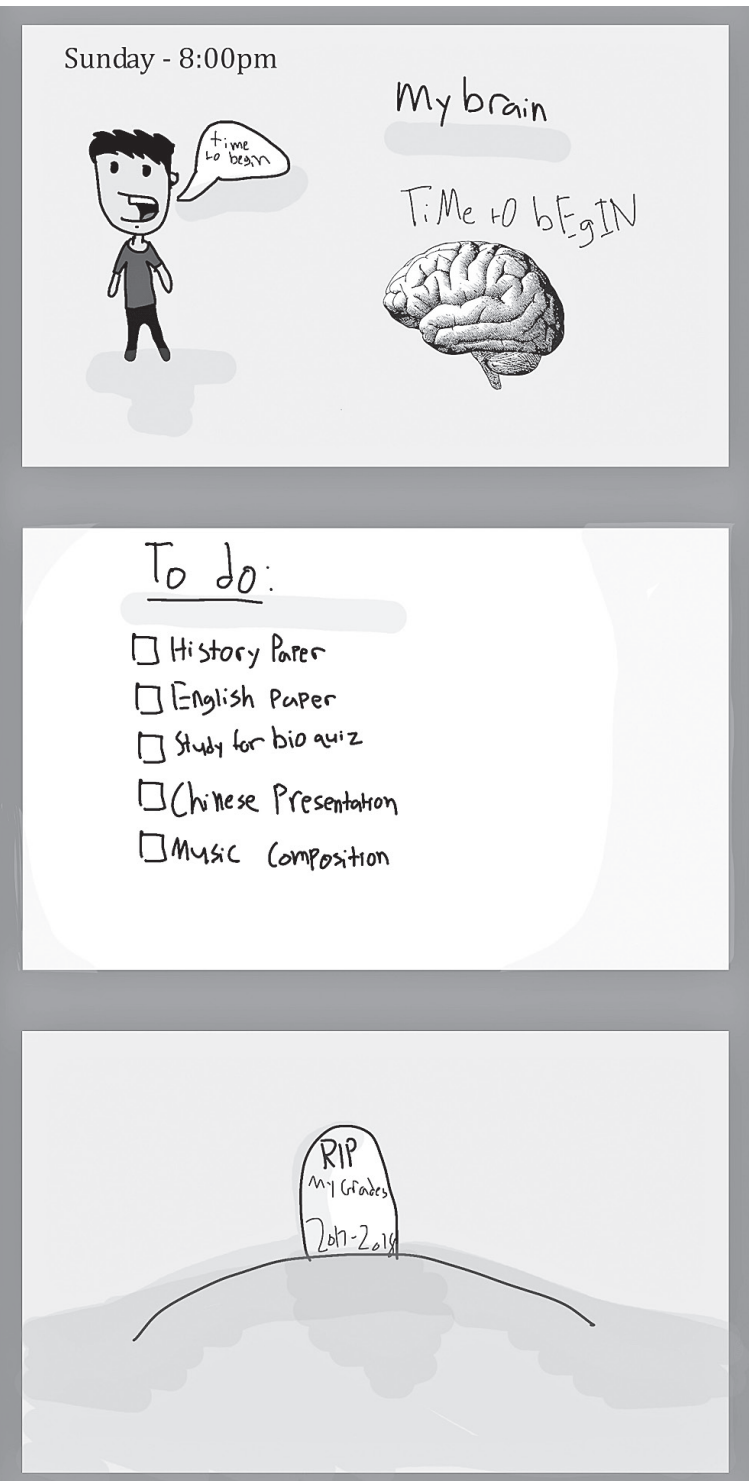 Sunday - 8:00pm
time
to begin
My brain
TiMe tO bEgIN
To do:
History Paper
English Paper
Study for bio quiz
Chinese Presentation
Music Composition
RIP
My Grades
2017-2018